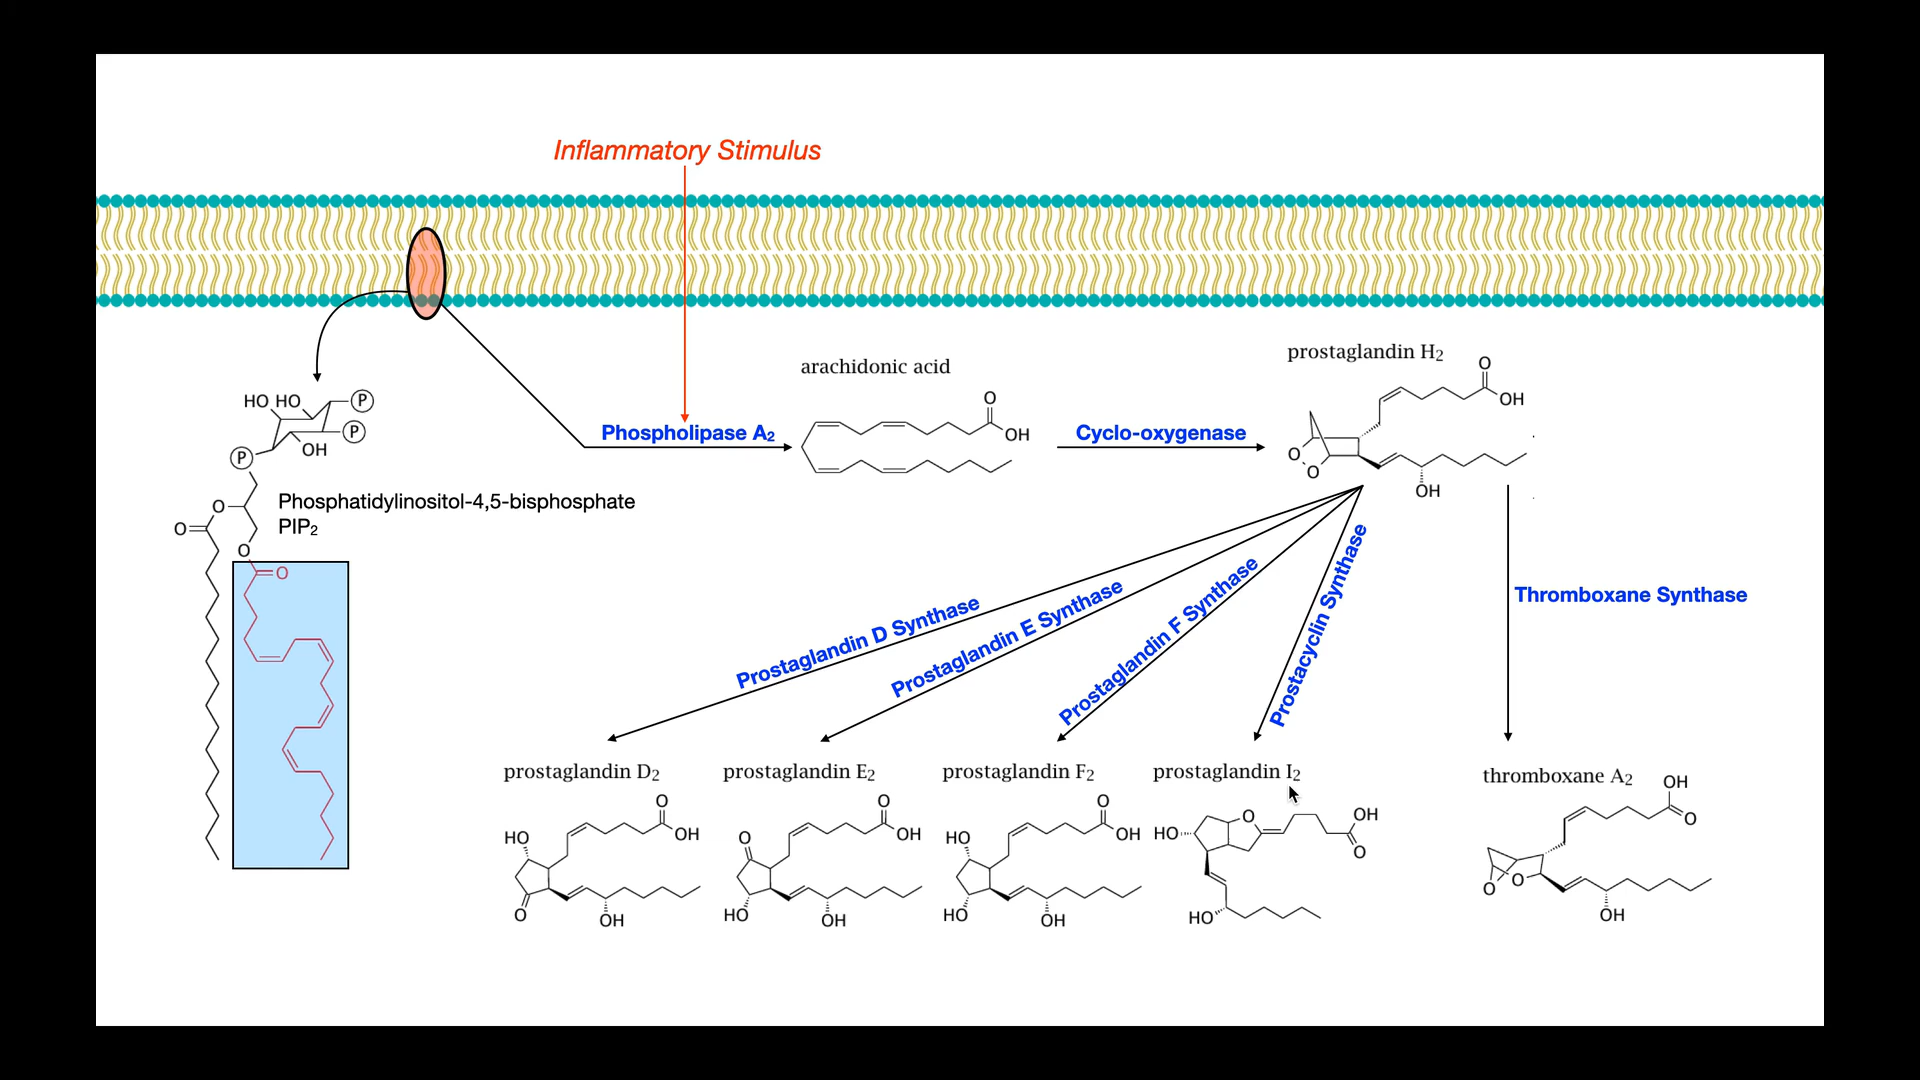 Inflammatory Stimulus
arachidonic acid
prostaglandin H2
O
OH
O
OH
HO HO
P
P
OH
P
Phospholipase A2
Cyclo-oxygenase
O
O
OH
Phosphatidylinositol-4,5-bisphosphate
PIP2
O
O
O
O
Prostaglandin D Synthase
Prostaglandin E Synthase
Prostaglandin F Synthase
Prostacyclin Synthase
Thromboxane Synthase
prostaglandin D2
prostaglandin E2
prostaglandin F2
prostaglandin I2
thromboxane A2
HO
O
OH
O
OH
O
O
OH
HO
OH
HO
O
OH
HO
OH
HO
O
OH
O
HO
OH
O
O
O
OH